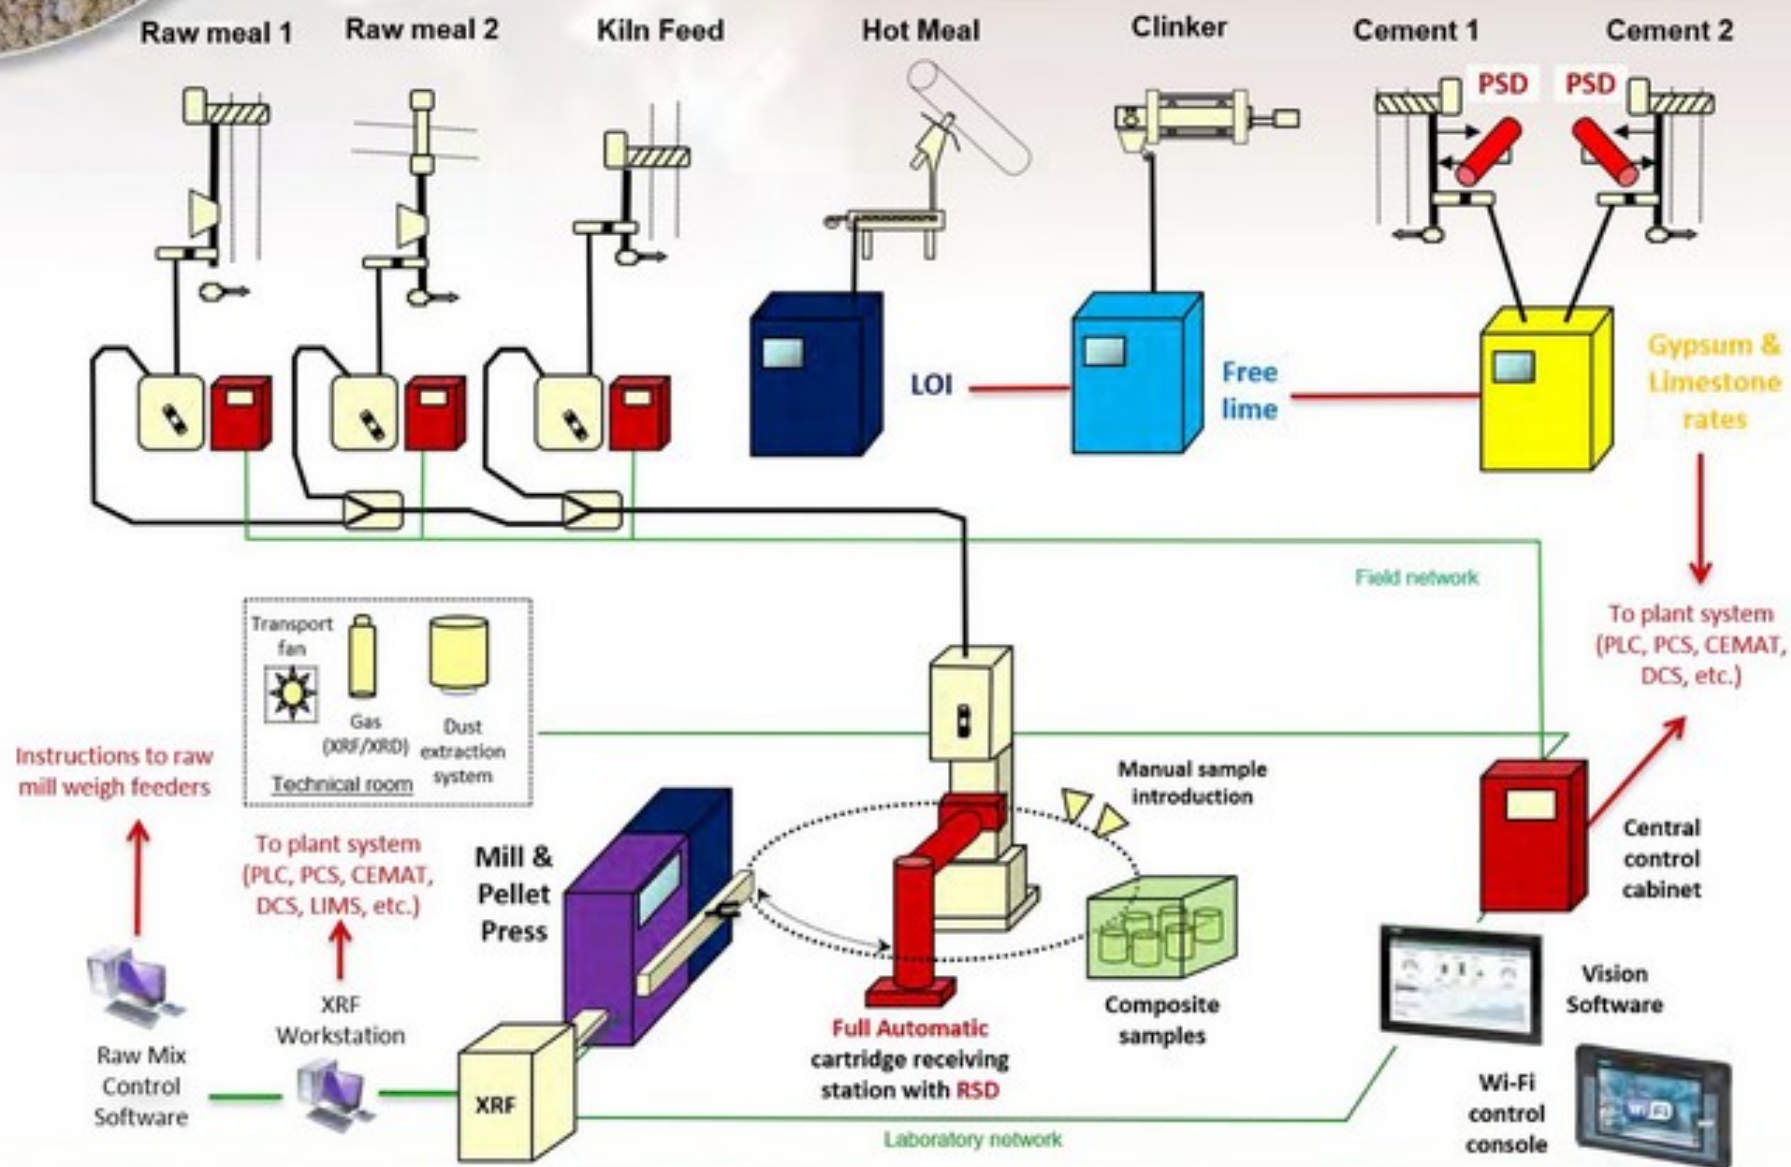 Raw meal 1
Raw meal 2
Kiln Feed
Hot Meal
Clinker
Cement 1
Cement 2
PSD
PSD
LOI
Free
lime
Gypsum &
Limestone
rates
Field network
To plant system
(PLC, PCS, CEMAT,
DCS, etc.)
Transport
fan
Gas
(XRF/XRD)
Dust
extraction
system
Technical room
Instructions to raw
mill weigh feeders
To plant system
(PLC, PCS, CEMAT,
DCS, LIMS, etc.)
Mill &
Pellet
Press
Manual sample
introduction
Central
control
cabinet
XRF
Workstation
Raw Mix
Control
Software
XRF
Full Automatic
cartridge receiving
station with RSD
Composite
samples
Vision
Software
Wi-Fi
control
console
WiFi
Laboratory network